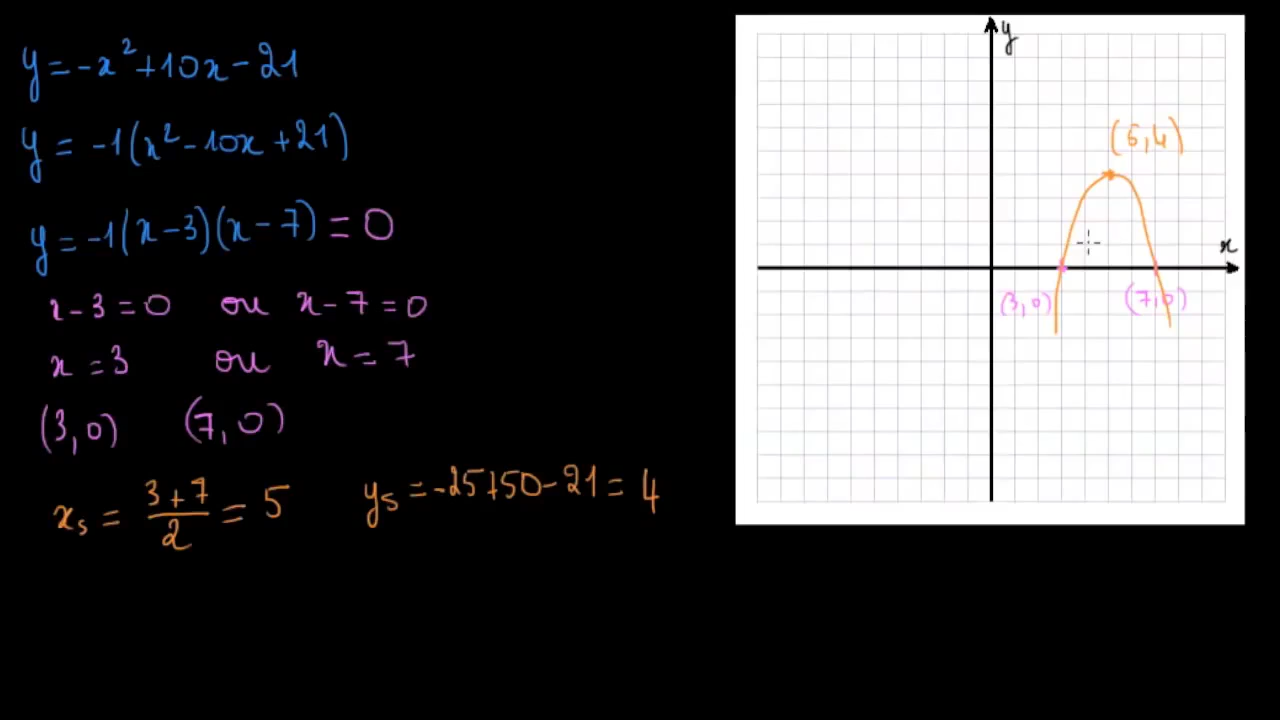 y = -x² + 10x - 21
y = -1(x² - 10x + 21)
y = -1(x - 3)(x - 7) = 0
x - 3 = 0 ou x - 7 = 0
x = 3 ou x = 7
(3, 0) (7, 0)
xₛ = (3 + 7)/2 = 5 yₛ = -25 + 50 - 21 = 4
y
(5, 4)
x
(3, 0) (7, 0)